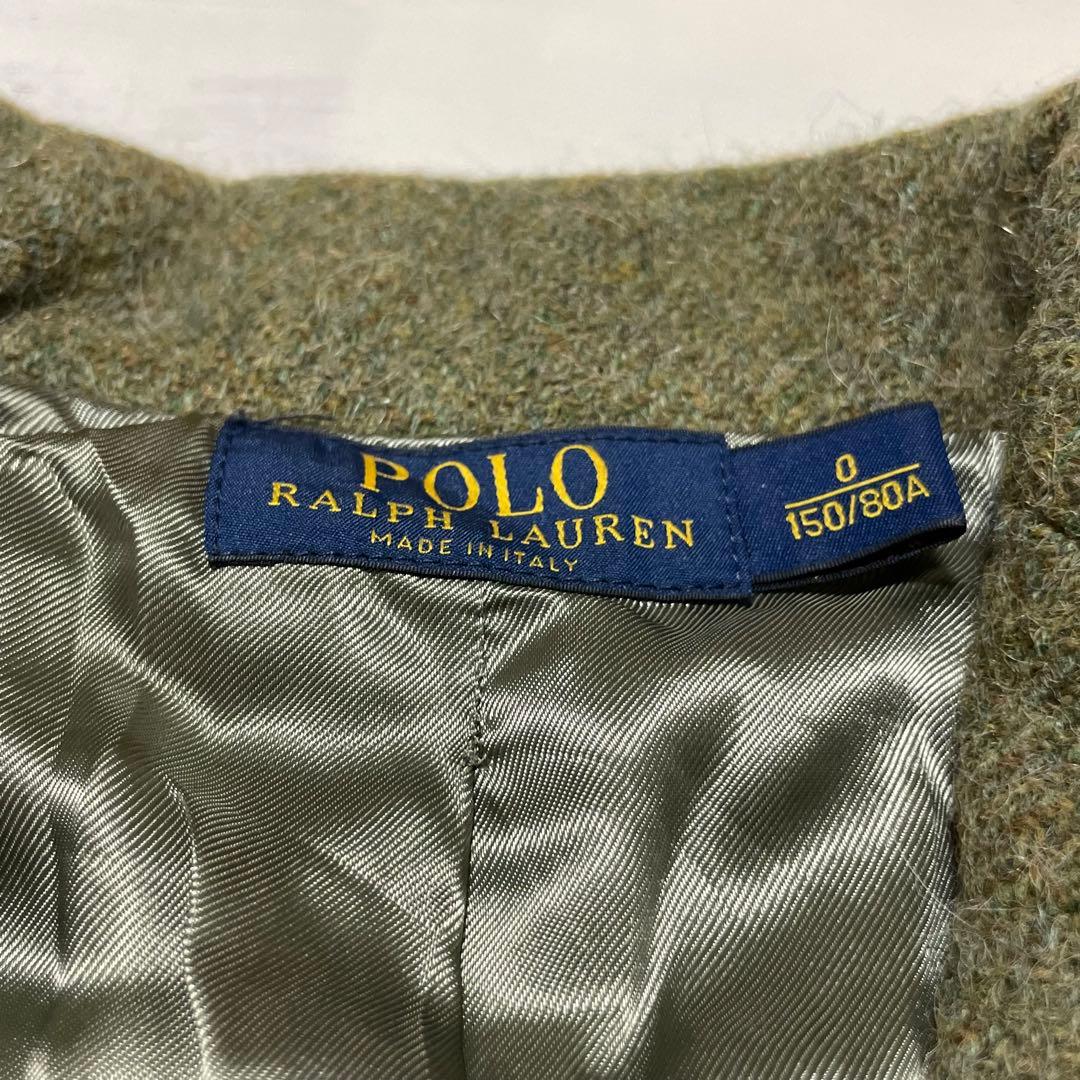 POLO
RALPH LAUREN
MADE IN ITALY
0
150/80A